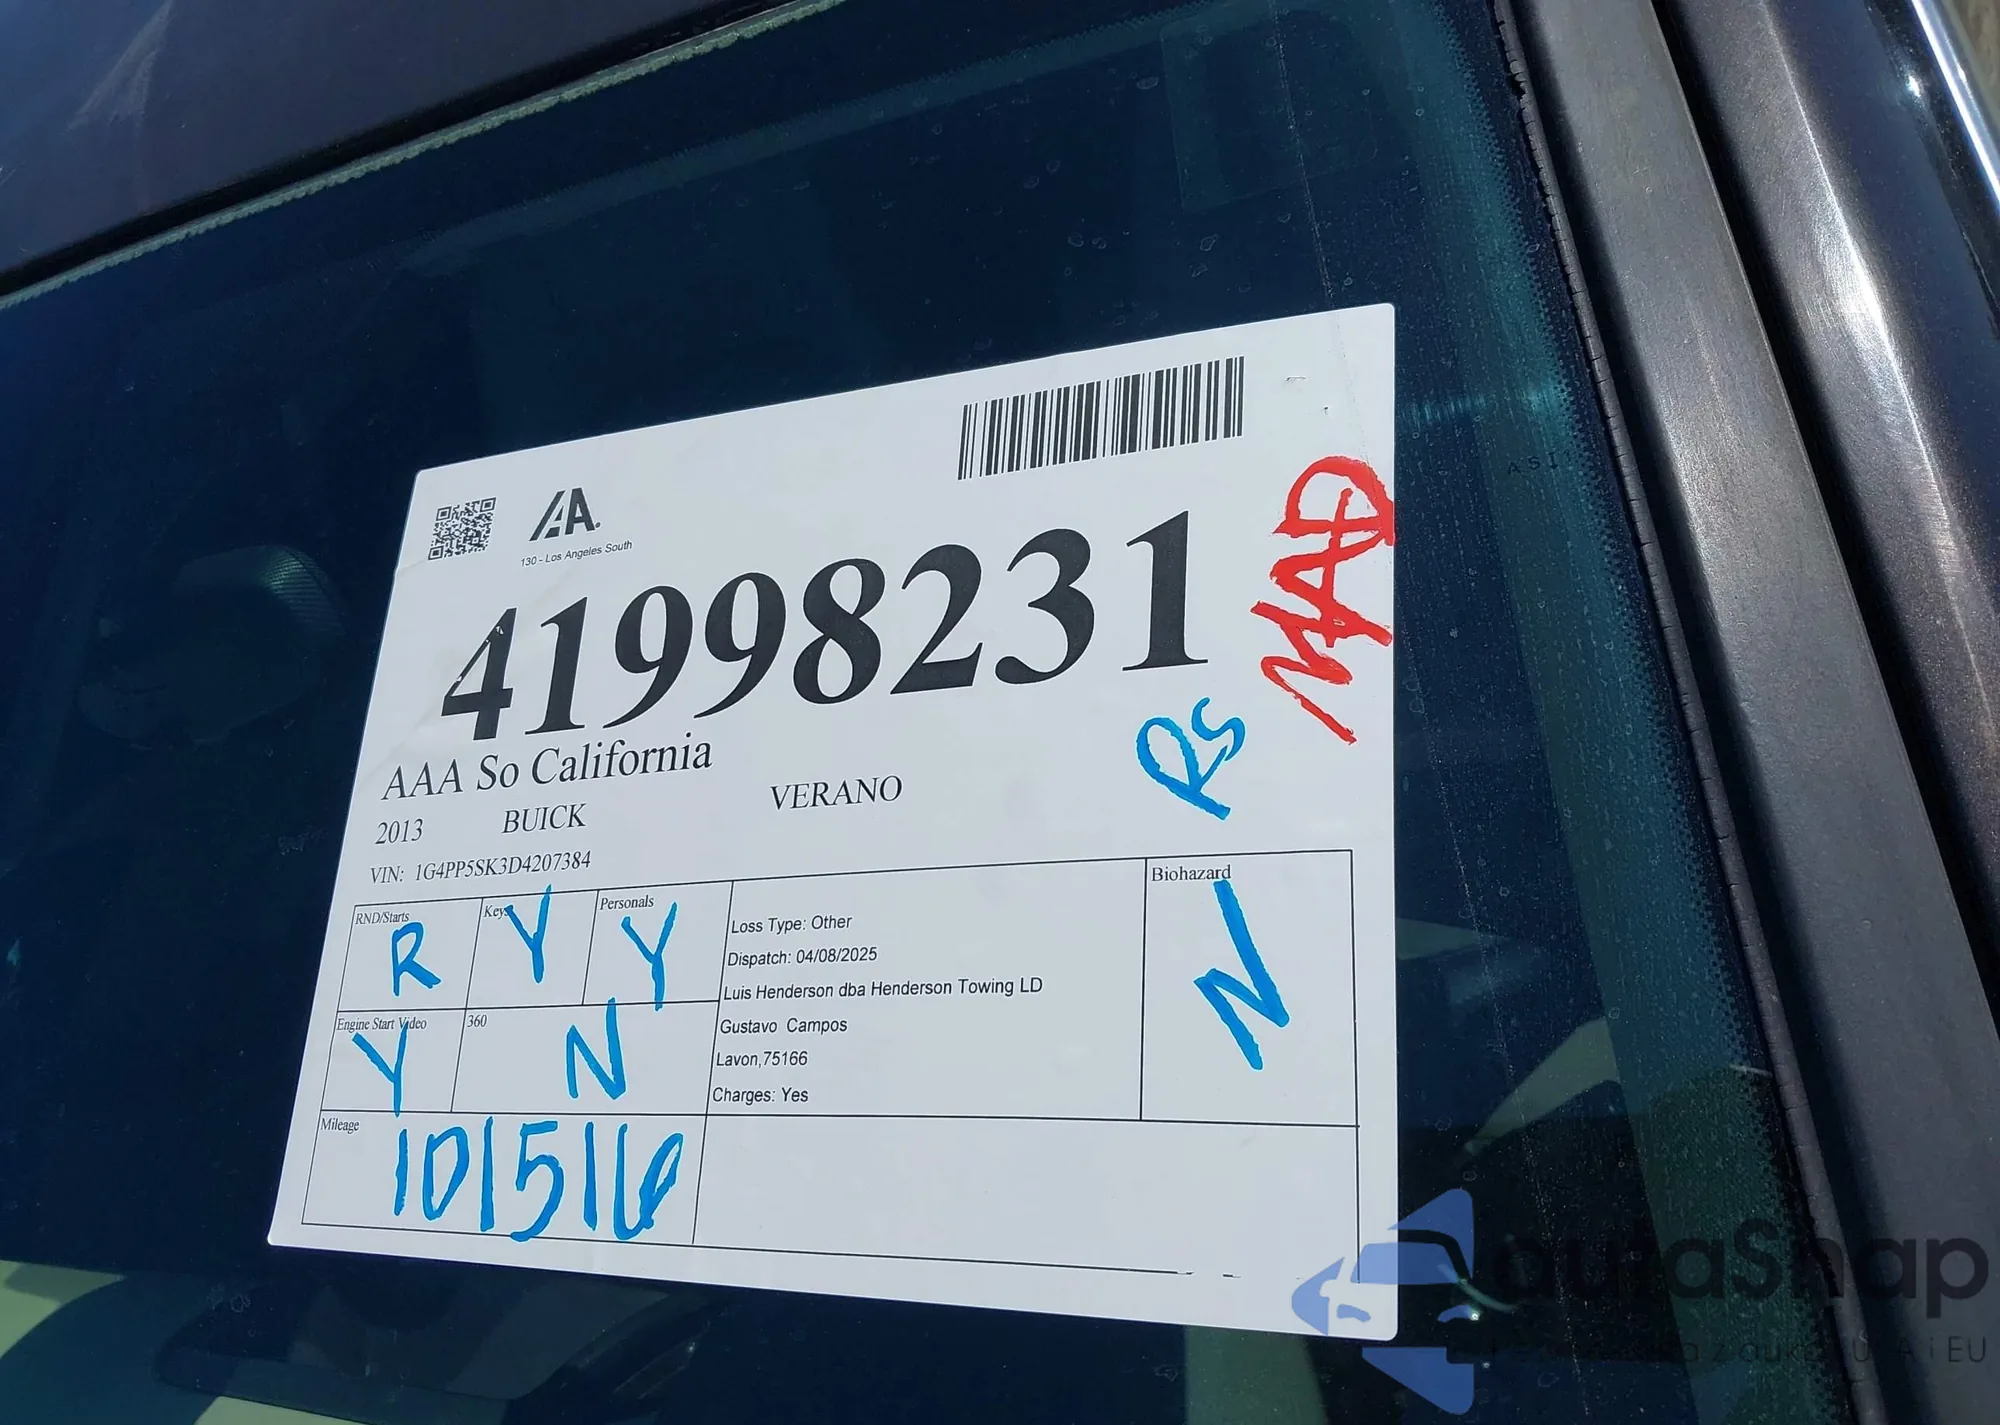 IAA.
130 - Los Angeles South
41998231
MAD
AAA So California
RS
2013 BUICK VERANO
VIN: 1G4PP5SK3D4207384
RND/Starts
R
Keys
Y
Personals
Y
Engine Start Video
Y
360
N
Mileage
101516
Loss Type: Other
Dispatch: 04/08/2025
Luis Henderson dba Henderson Towing LD
Gustavo Campos
Lavon,75166
Charges: Yes
Biohazard
N
autaSnap
i EU